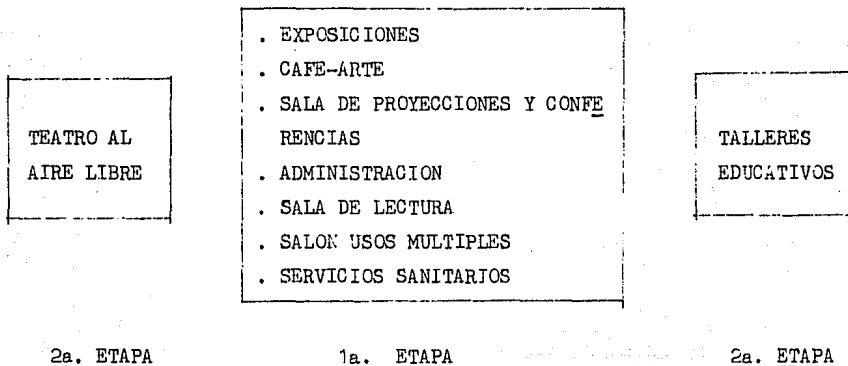 . EXPOSICIONES
. CAFE-ARTE
. SALA DE PROYECCIONES Y CONFE
RENCIAS
. ADMINISTRACION
. SALA DE LECTURA
. SALON USOS MULTIPLES
. SERVICIOS SANITARIOS
TEATRO AL
AIRE LIBRE
TALLERES
EDUCATIVOS
2a. ETAPA
1a. ETAPA
2a. ETAPA